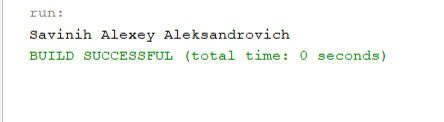 run:
Savinih Alexey Aleksandrovich
BUILD SUCCESSFUL (total time: 0 seconds)